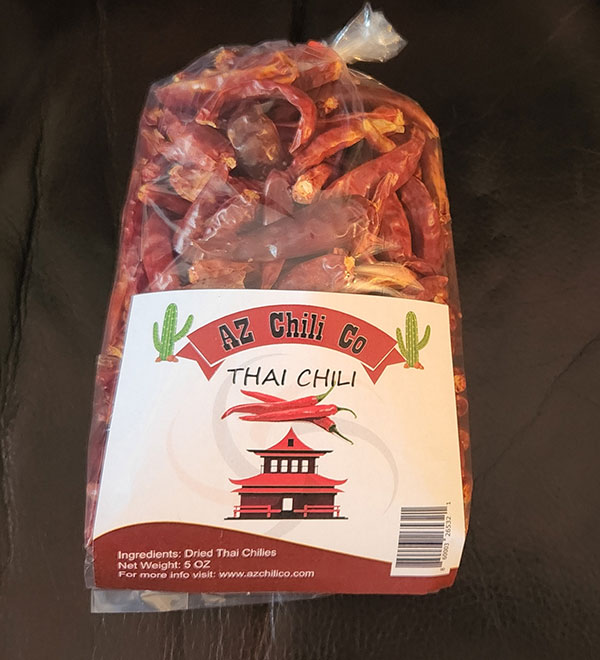 AZ Chili Co
THAI CHILI
Ingredients: Dried Thai Chilies
Net Weight: 5 OZ
For more info visit: www.azchilico.com